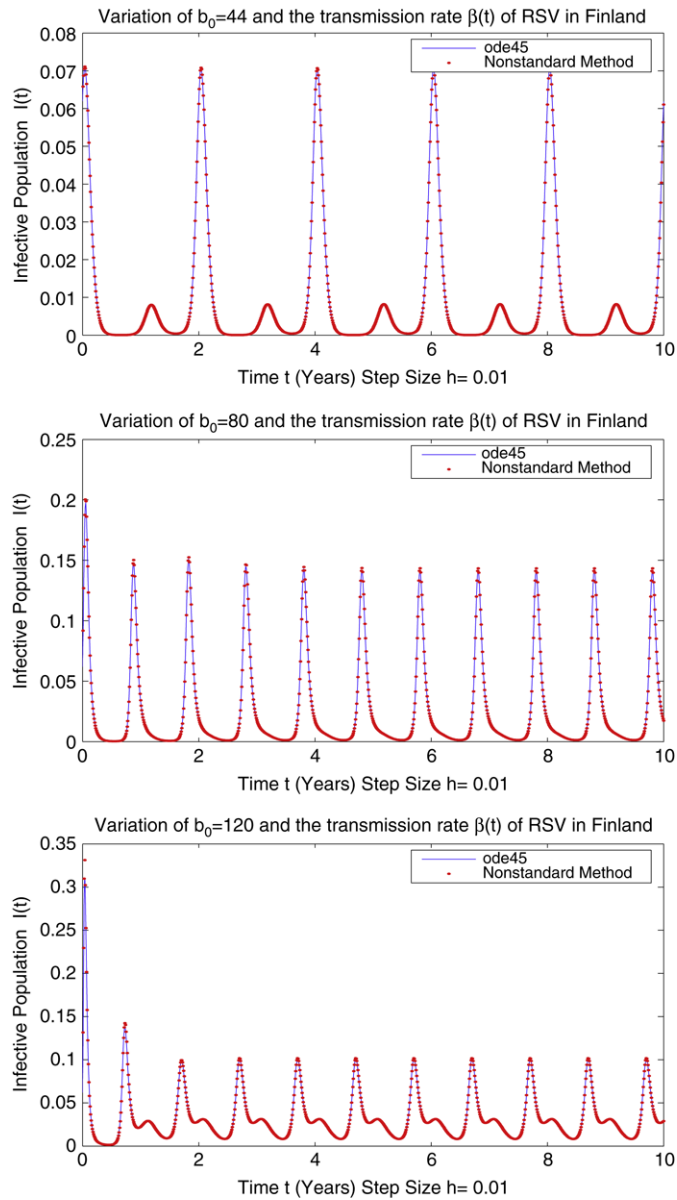 Variation of b₀=44 and the transmission rate β(t) of RSV in Finland
ode45
Nonstandard Method
0.08
0.07
0.06
0.05
0.04
0.03
0.02
0.01
0
Infective Population I(t)
0 2 4 6 8 10
Time t (Years) Step Size h= 0.01
Variation of b₀=80 and the transmission rate β(t) of RSV in Finland
ode45
Nonstandard Method
0.25
0.2
0.15
0.1
0.05
0
Infective Population I(t)
0 2 4 6 8 10
Time t (Years) Step Size h= 0.01
Variation of b₀=120 and the transmission rate β(t) of RSV in Finland
ode45
Nonstandard Method
0.35
0.3
0.25
0.2
0.15
0.1
0.05
0
Infective Population I(t)
0 2 4 6 8 10
Time t (Years) Step Size h= 0.01